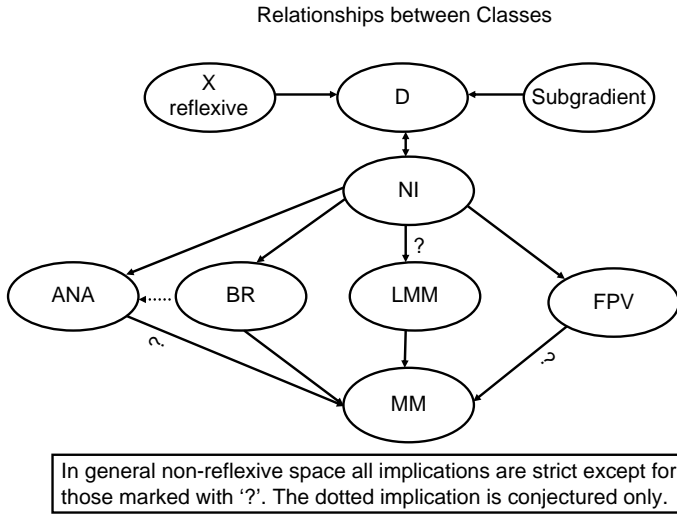 Relationships between Classes
X
reflexive
D
Subgradient
NI
?
ANA
BR
LMM
FPV
?
?
MM
In general non-reflexive space all implications are strict except for
those marked with ‘?’. The dotted implication is conjectured only.